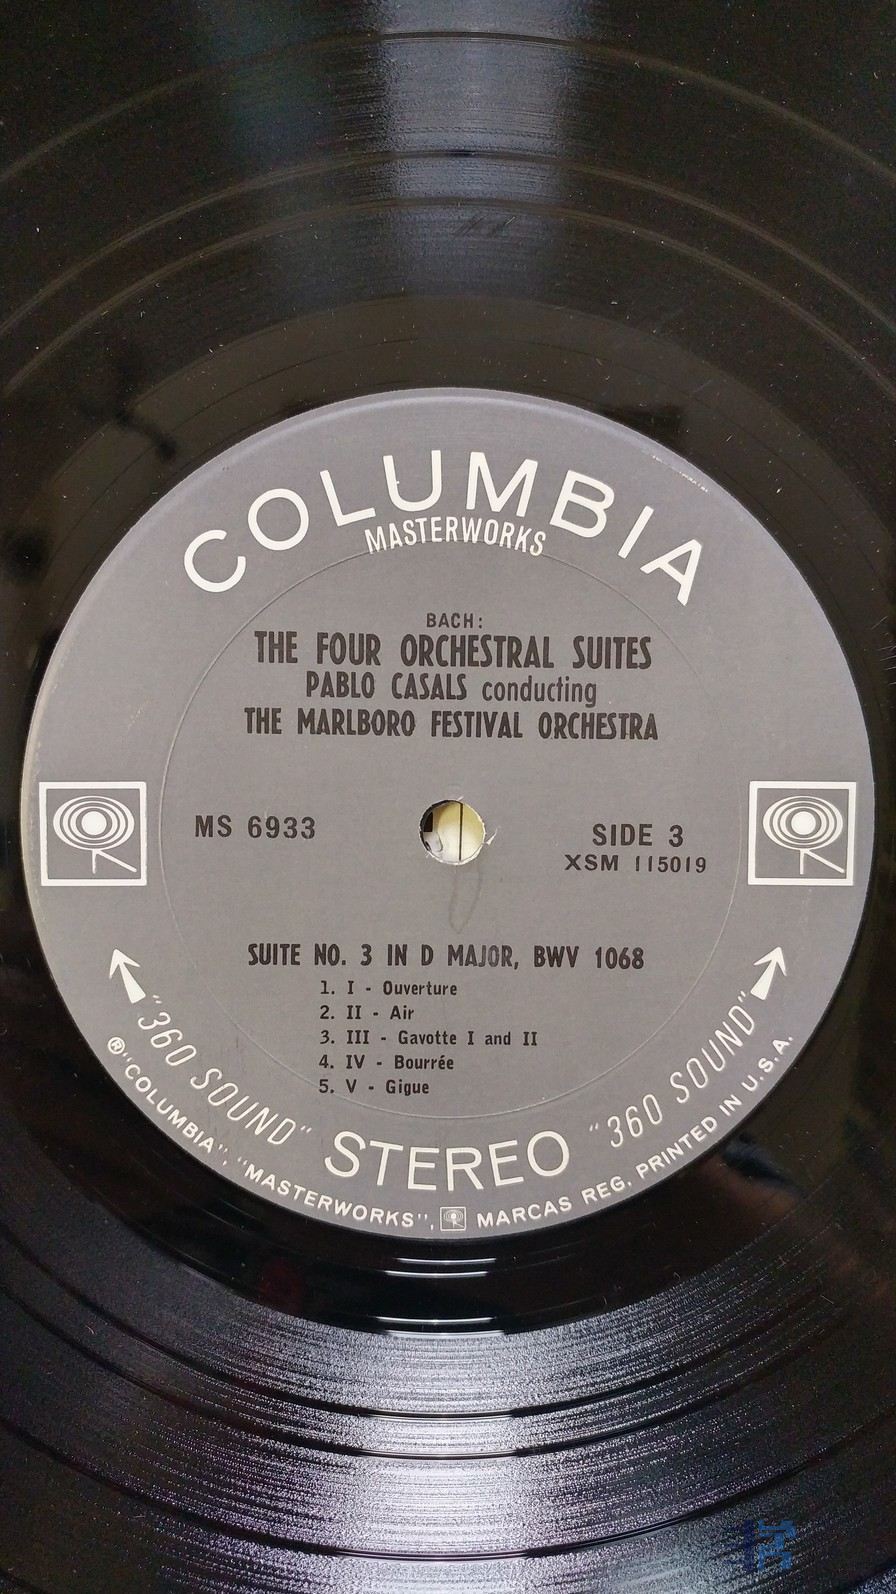 COLUMBIA
MASTERWORKS
BACH:
THE FOUR ORCHESTRAL SUITES
PABLO CASALS conducting
THE MARLBORO FESTIVAL ORCHESTRA
MS 6933
SIDE 3
XSM 115019
SUITE NO. 3 IN D MAJOR, BWV 1068
1. I - Ouverture
2. II - Air
3. III - Gavotte I and II
4. IV - Bourrée
5. V - Gigue
"360 SOUND" STEREO "360 SOUND"
® "COLUMBIA", "MASTERWORKS", MARCAS REG. PRINTED IN U.S.A.